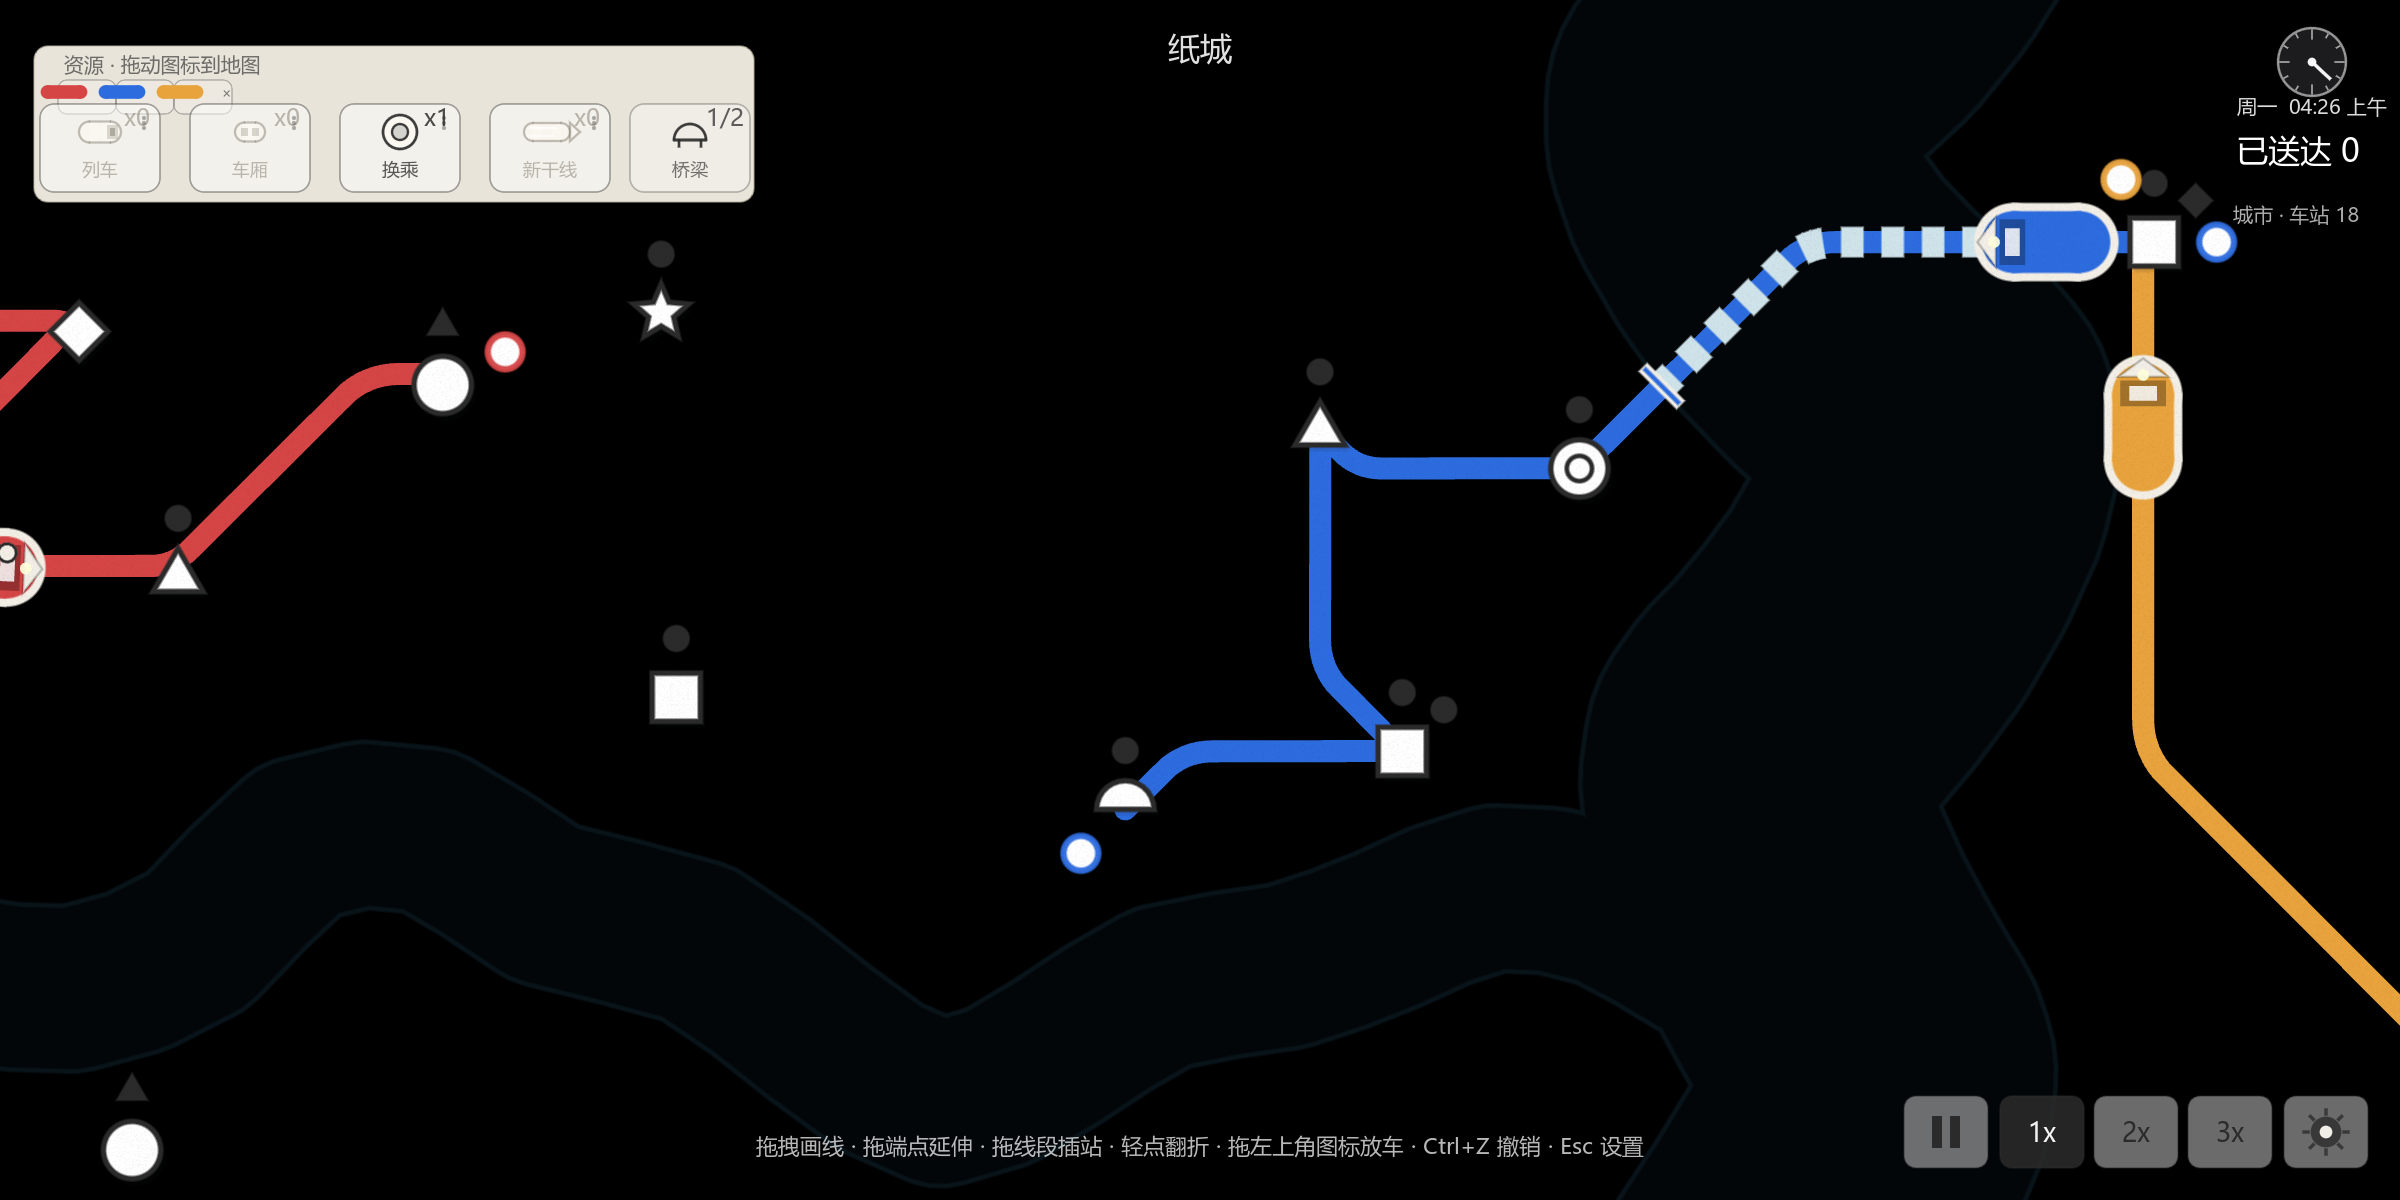 纸城
资源 · 拖动图标到地图
×
x0
列车
x0
车厢
x1
换乘
x0
新干线
1/2
桥梁
周一 04:26 上午
已送达 0
城市 · 车站 18
拖拽画线 · 拖端点延伸 · 拖线段插站 · 轻点翻折 · 拖左上角图标放车 · Ctrl+Z 撤销 · Esc 设置
1x
2x
3x